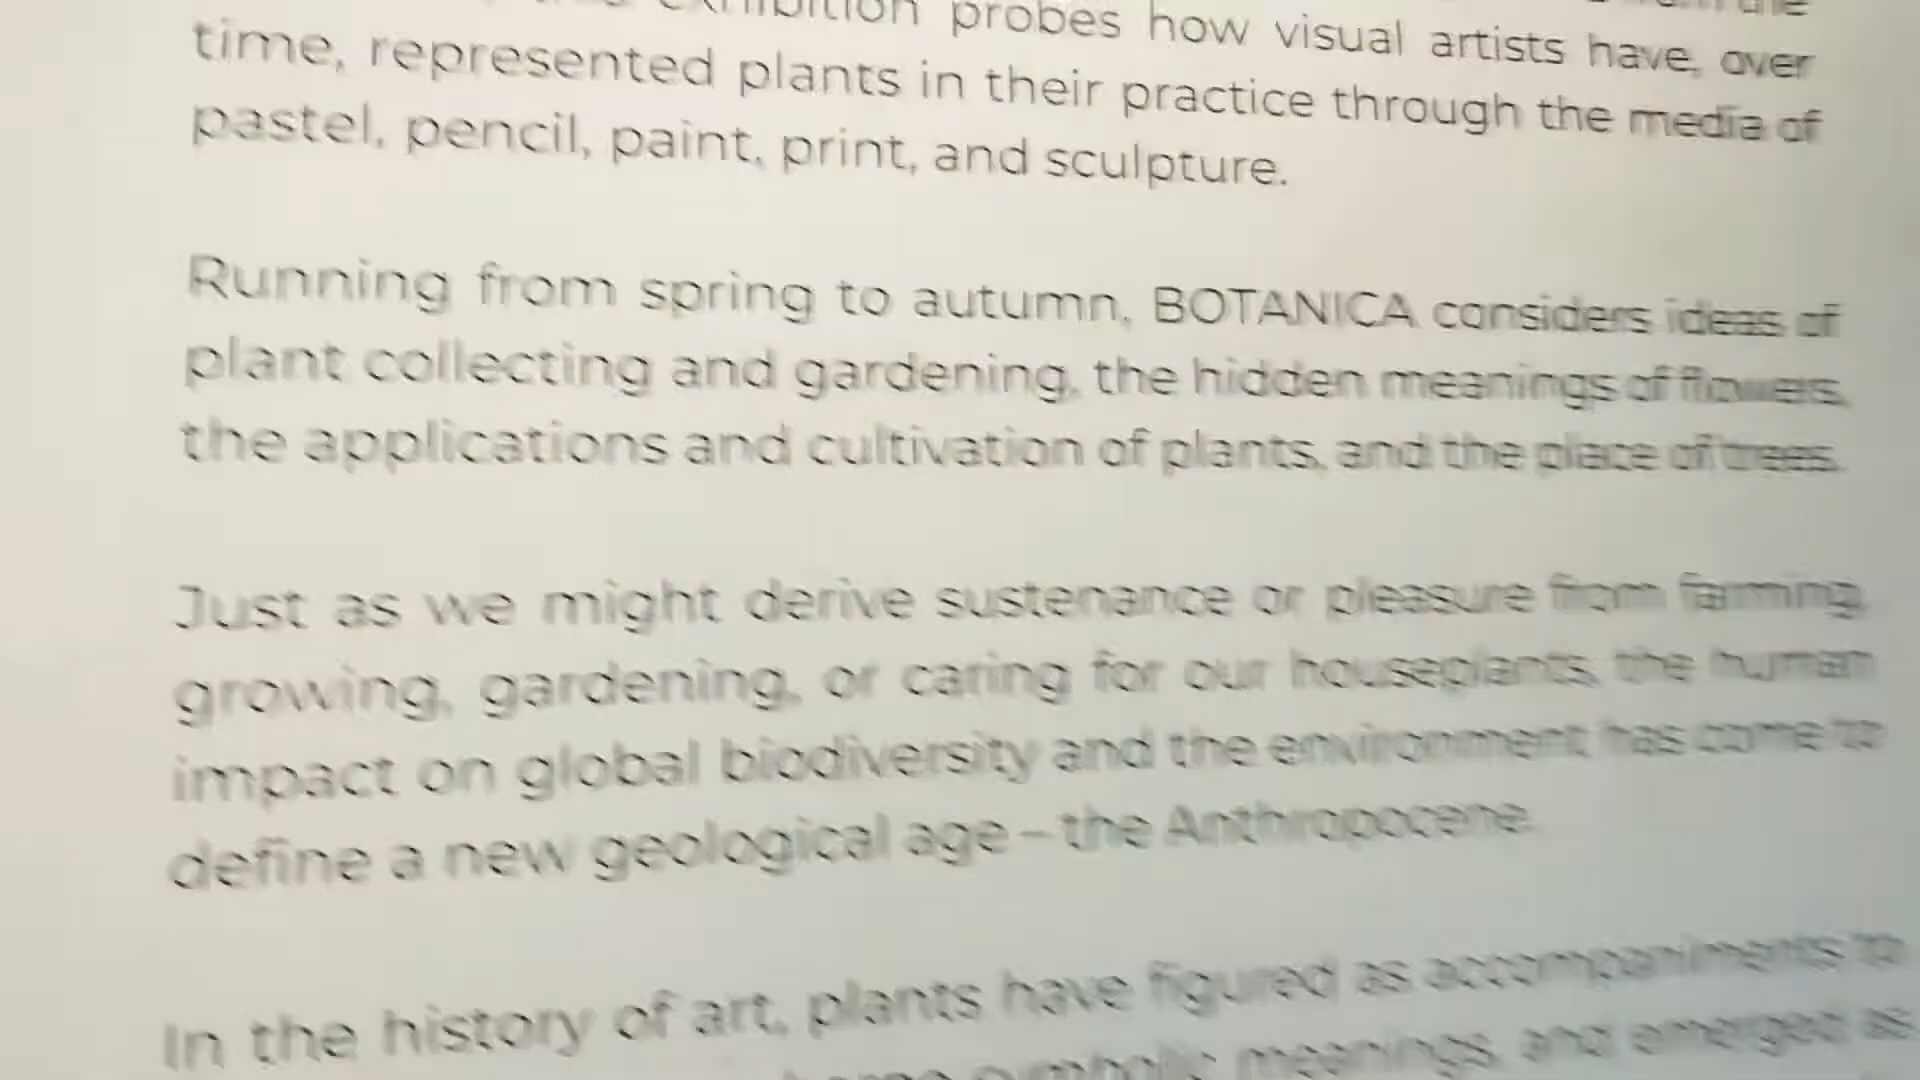 exhibition probes how visual artists have, over
time, represented plants in their practice through the media of
pastel, pencil, paint, print, and sculpture.
Running from spring to autumn, BOTANICA considers ideas of
plant collecting and gardening, the hidden meanings of flowers,
the applications and cultivation of plants, and the place of trees.
Just as we might derive sustenance or pleasure from farming,
growing, gardening, or caring for our houseplants, the human
impact on global biodiversity and the environment has come to
define a new geological age – the Anthropocene.
In the history of art, plants have figured as accompaniments to
symbolic meanings, and emerged as